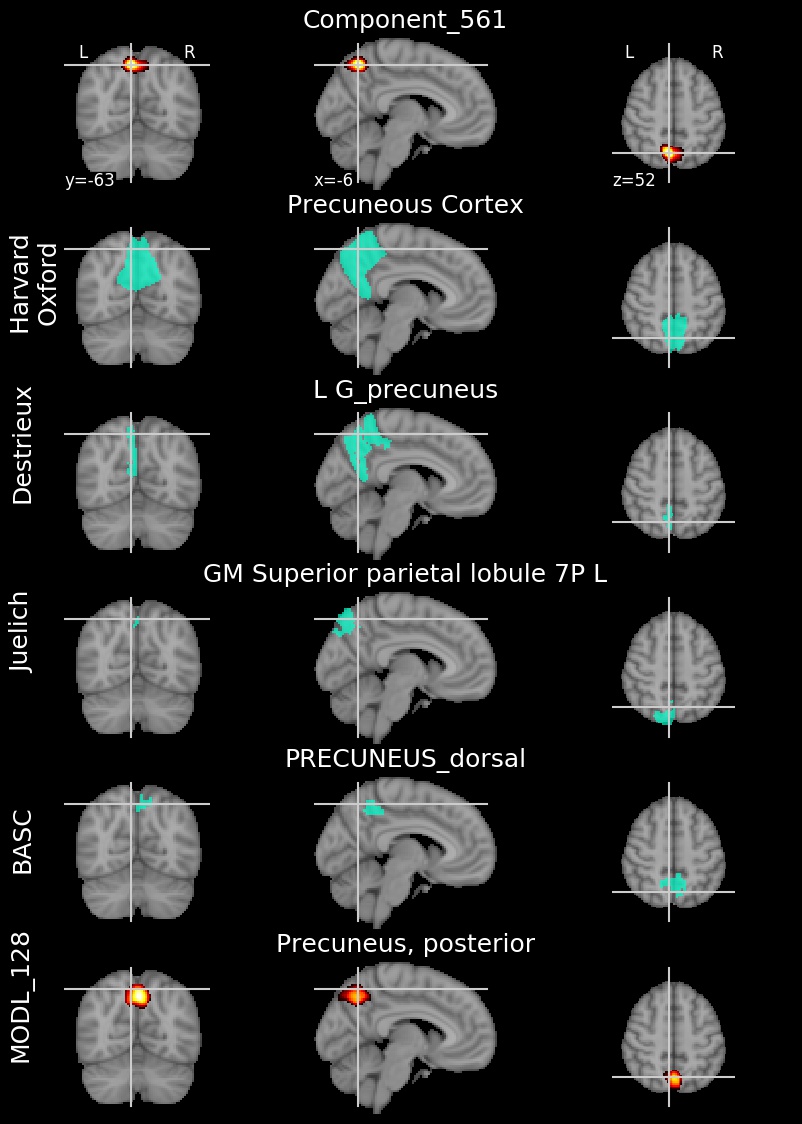 Component_561
L R
L R
y=-63
x=-6
z=52
Precuneous Cortex
Harvard
Oxford
L G_precuneus
Destrieux
GM Superior parietal lobule 7P L
Juelich
PRECUNEUS_dorsal
BASC
Precuneus, posterior
MODL_128